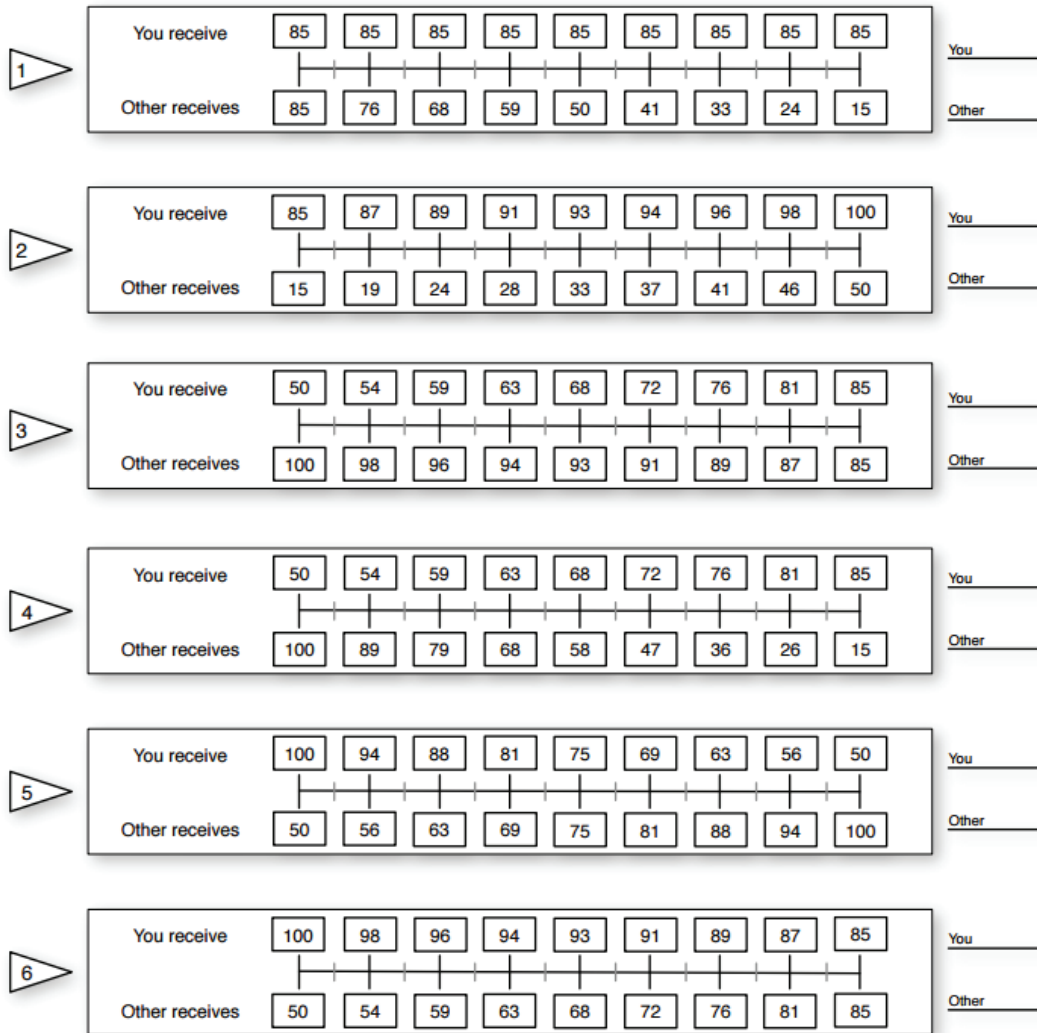 You receive 85 85 85 85 85 85 85 85 85
You
1
Other receives 85 76 68 59 50 41 33 24 15
Other
You receive 85 87 89 91 93 94 96 98 100
You
2
Other receives 15 19 24 28 33 37 41 46 50
Other
You receive 50 54 59 63 68 72 76 81 85
You
3
Other receives 100 98 96 94 93 91 89 87 85
Other
You receive 50 54 59 63 68 72 76 81 85
You
4
Other receives 100 89 79 68 58 47 36 26 15
Other
You receive 100 94 88 81 75 69 63 56 50
You
5
Other receives 50 56 63 69 75 81 88 94 100
Other
You receive 100 98 96 94 93 91 89 87 85
You
6
Other receives 50 54 59 63 68 72 76 81 85
Other